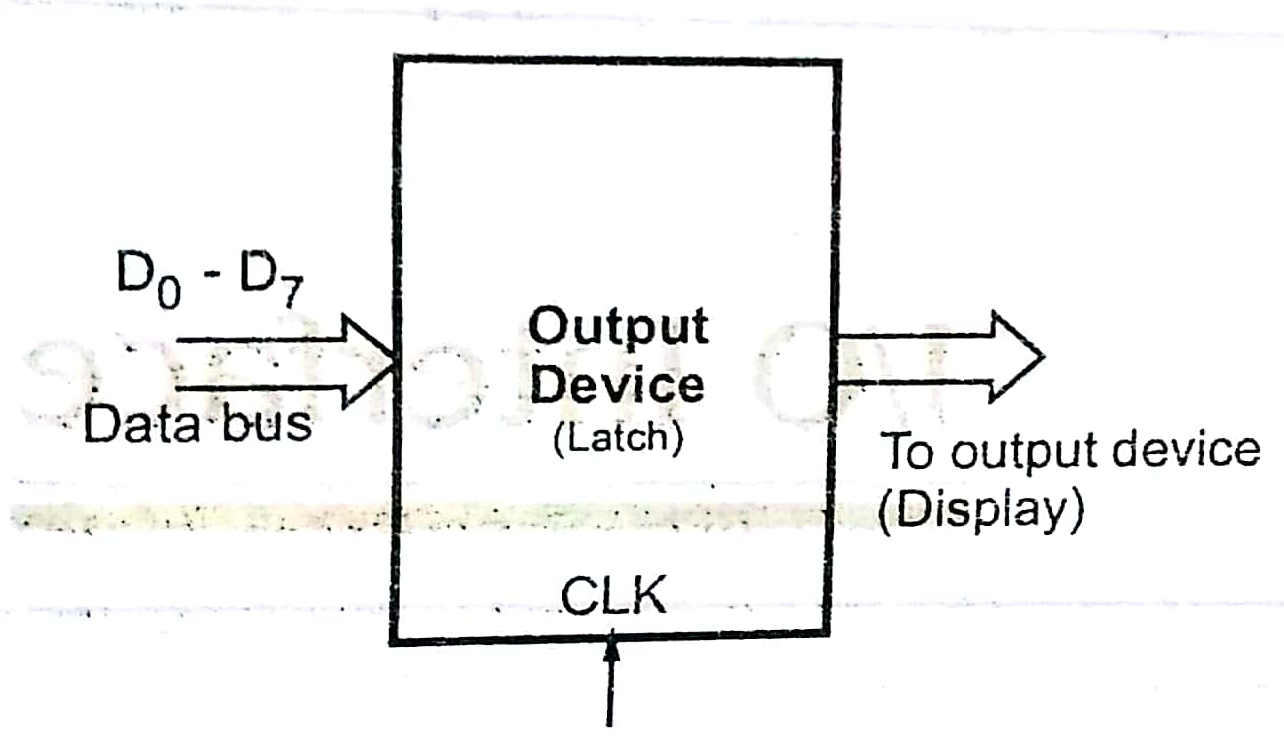 D0 - D7
Data bus
Output
Device
(Latch)
CLK
To output device
(Display)